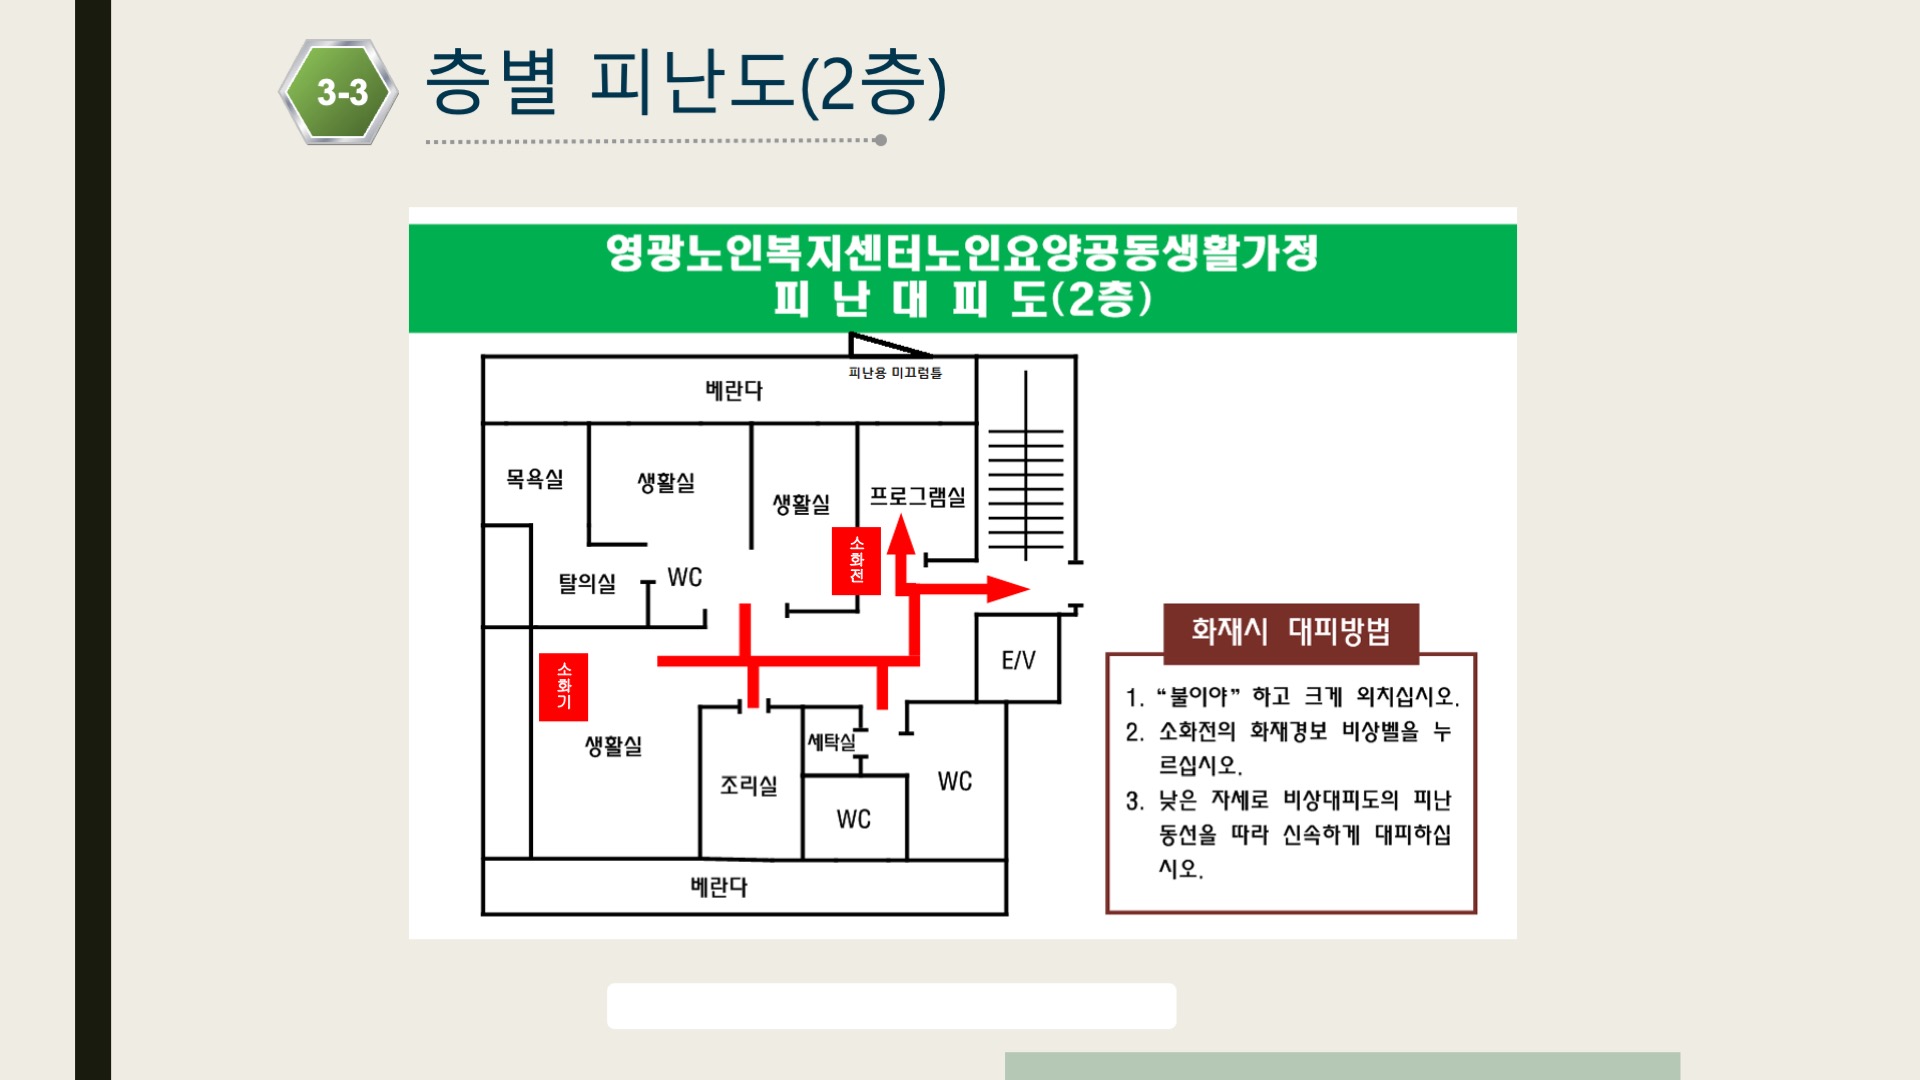 3-3
층별 피난도(2층)
영광노인복지센터노인요양공동생활가정
피 난 대 피 도(2층)
피난용 미끄럼틀
베란다
목욕실
생활실
생활실
프로그램실
소화전
탈의실
WC
소화기
생활실
E/V
세탁실
조리실
WC
WC
베란다
화재시 대피방법
1. “불이야” 하고 크게 외치십시오.
2. 소화전의 화재경보 비상벨을 누
르십시오.
3. 낮은 자세로 비상대피도의 피난
동선을 따라 신속하게 대피하십
시오.